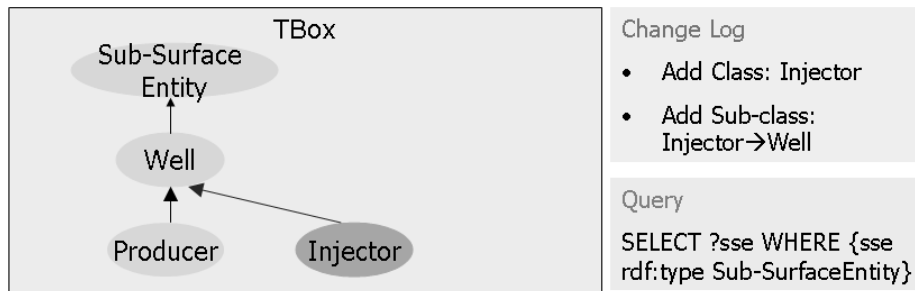 TBox
Sub-Surface
Entity
Well
Producer
Injector
Change Log
• Add Class: Injector
• Add Sub-class:
Injector→Well
Query
SELECT ?sse WHERE {sse
rdf:type Sub-SurfaceEntity}